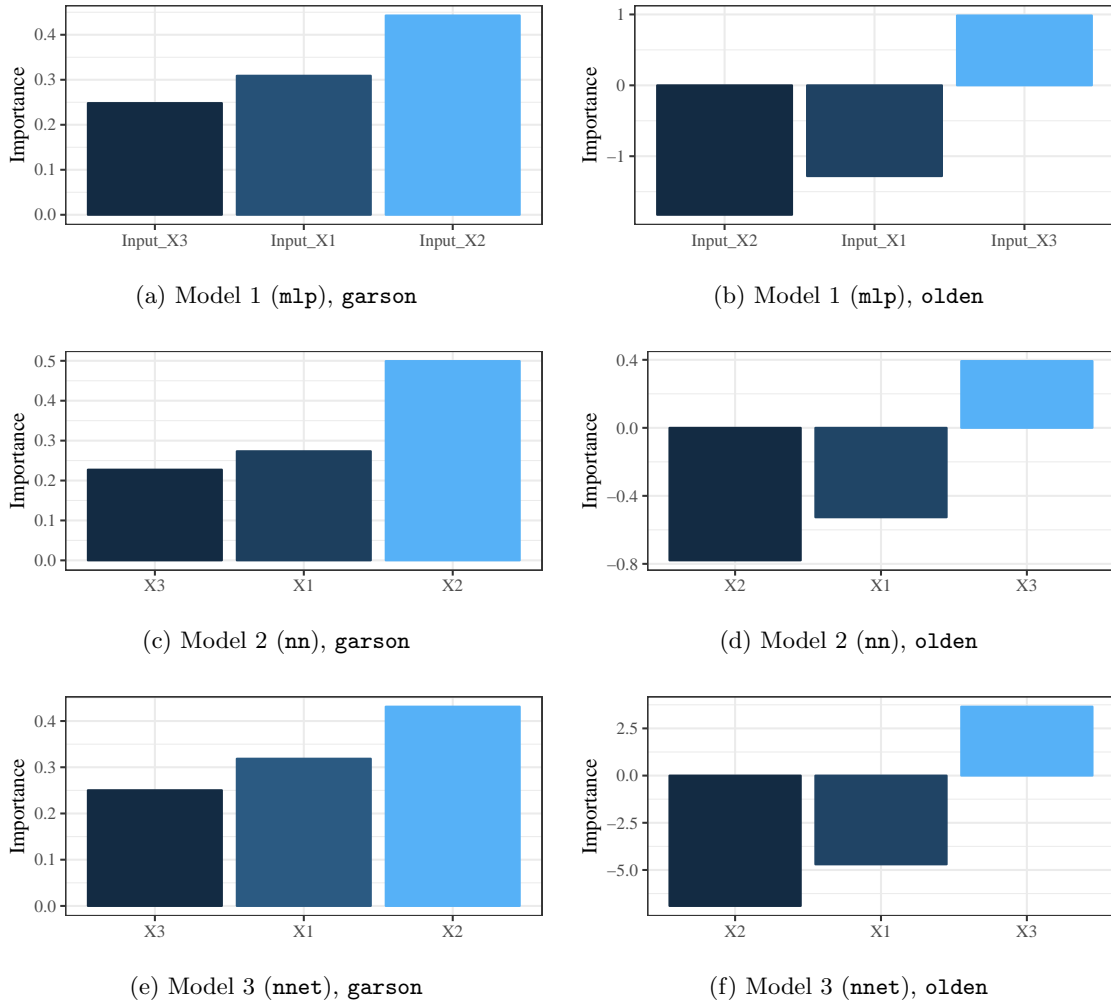 Importance
0.4
0.3
0.2
0.1
0.0
Input_X3 Input_X1 Input_X2
(a) Model 1 (mlp), garson
Importance
1
0
−1
Input_X2 Input_X1 Input_X3
(b) Model 1 (mlp), olden
Importance
0.5
0.4
0.3
0.2
0.1
0.0
X3 X1 X2
(c) Model 2 (nn), garson
Importance
0.4
0.0
−0.4
−0.8
X2 X1 X3
(d) Model 2 (nn), olden
Importance
0.4
0.3
0.2
0.1
0.0
X3 X1 X2
(e) Model 3 (nnet), garson
Importance
2.5
0.0
−2.5
−5.0
X2 X1 X3
(f) Model 3 (nnet), olden